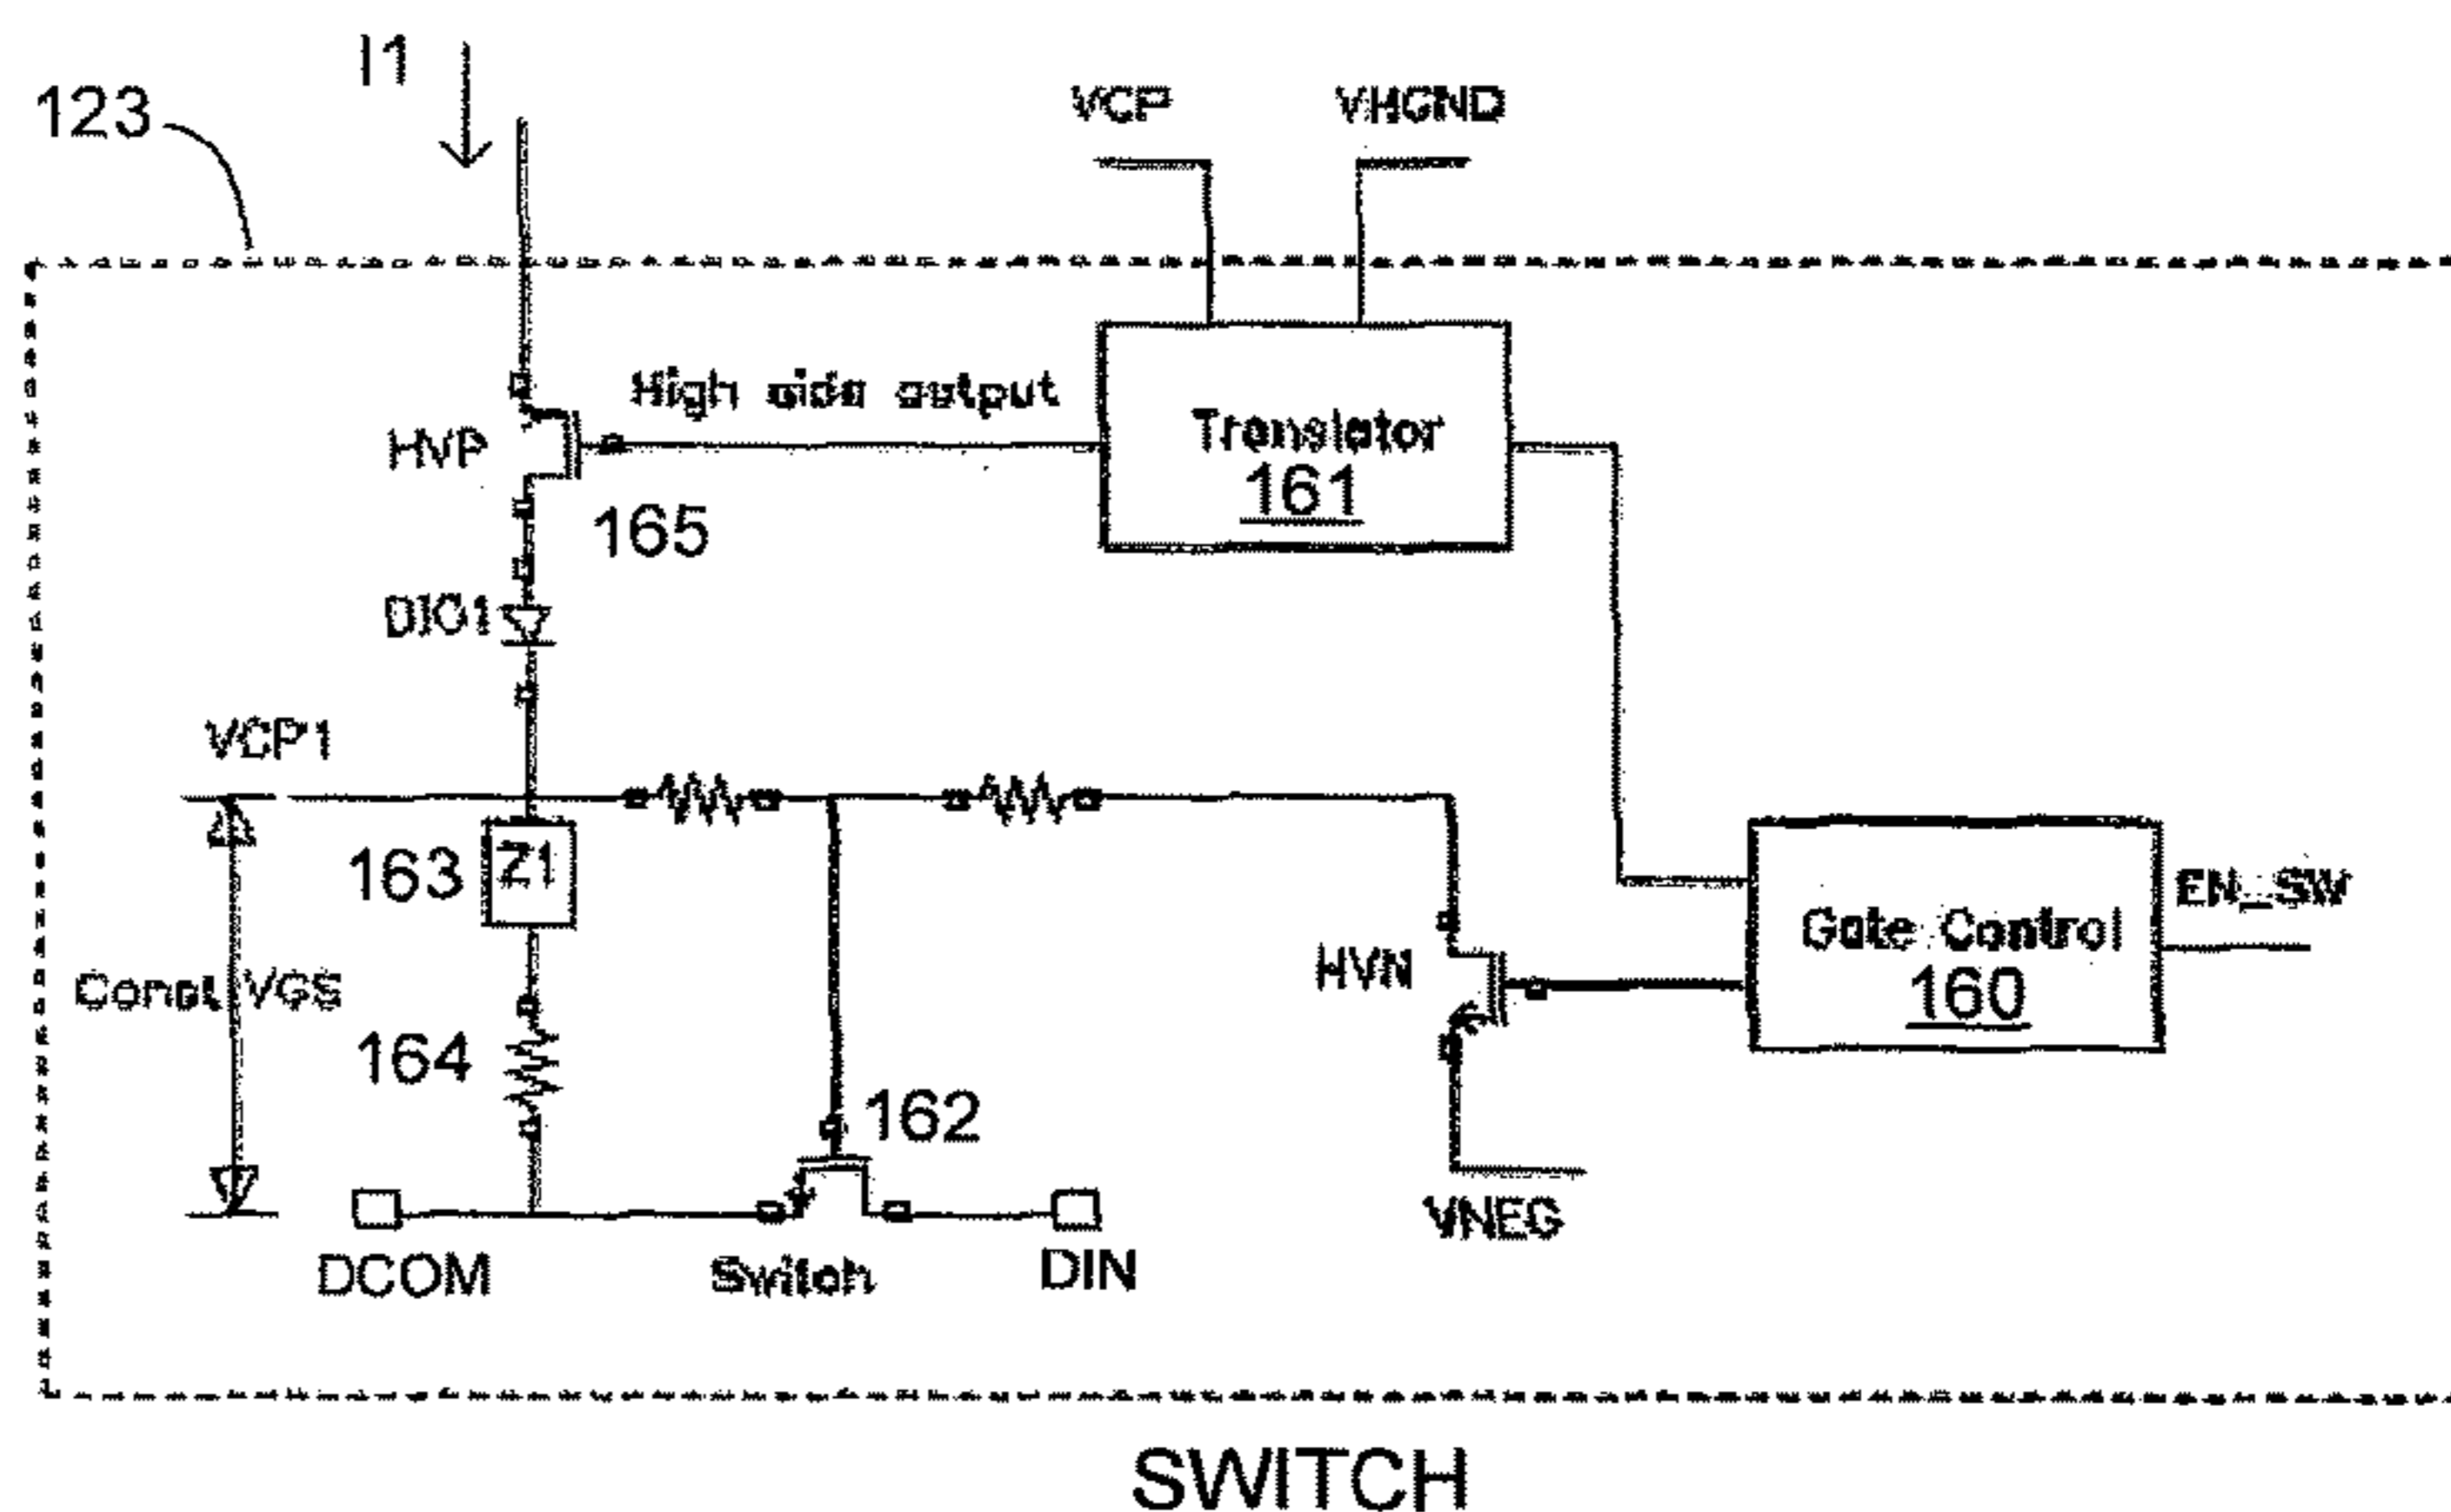 I1
123
VCP
VHGND
High side output
HVP
Translator
161
165
DIO1
VCP1
163
Z1
EN_SW
Gate Control
160
HVN
Const VGS
164
162
VNEG
DCOM
Switch
DIN
SWITCH